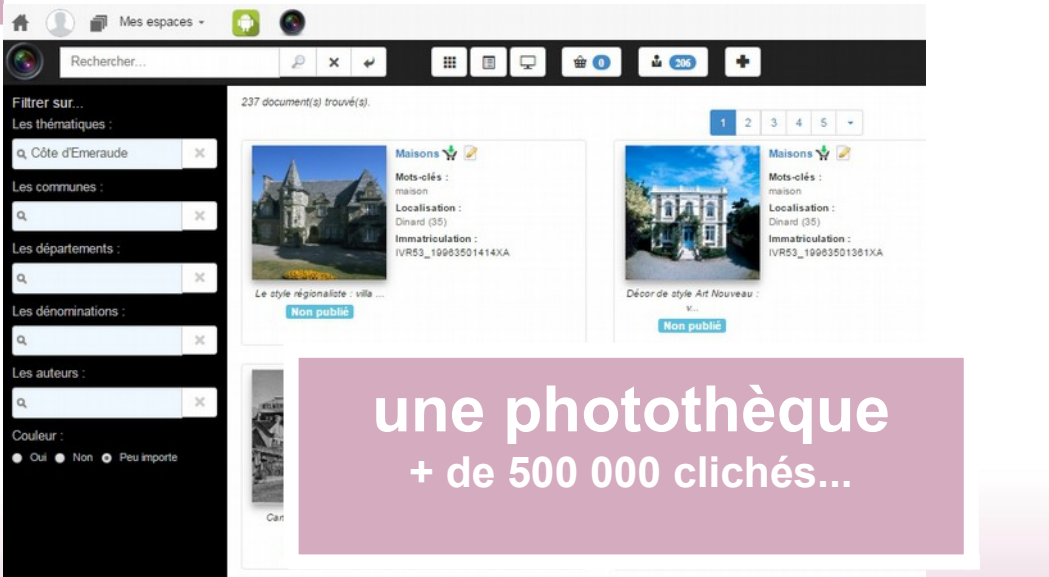 Mes espaces
Rechercher...
0
206
Filtrer sur...
Les thématiques :
Côte d'Emeraude
Les communes :
Les départements :
Les dénominations :
Les auteurs :
Couleur :
Oui Non Peu importe
237 document(s) trouvé(s).
1 2 3 4 5
Maisons
Mots-clés :
maison
Localisation :
Dinard (35)
Immatriculation :
IVR53_19963501414XA
Le style régionaliste : villa ...
Non publié
Maisons
Mots-clés :
maison
Localisation :
Dinard (35)
Immatriculation :
IVR53_19963501361XA
Décor de style Art Nouveau :
v...
Non publié
une photothèque
+ de 500 000 clichés...